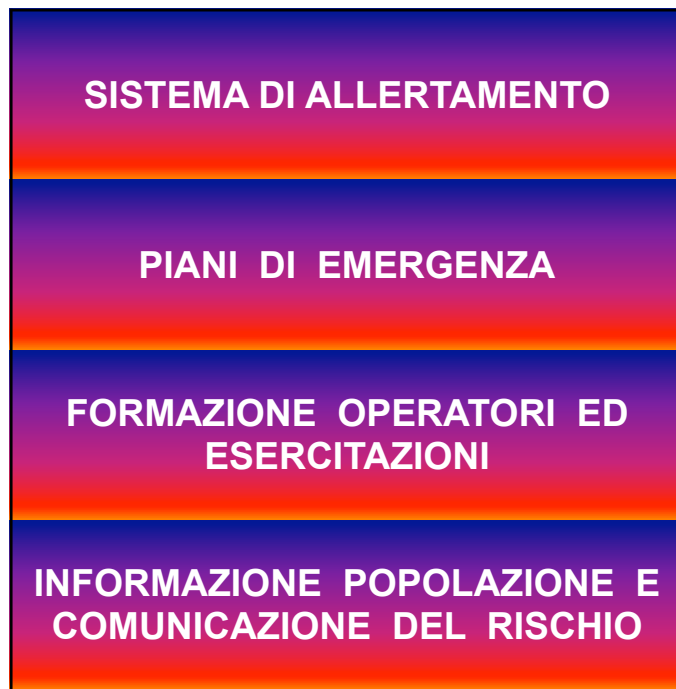 SISTEMA DI ALLERTAMENTO
PIANI DI EMERGENZA
FORMAZIONE OPERATORI ED
ESERCITAZIONI
INFORMAZIONE POPOLAZIONE E
COMUNICAZIONE DEL RISCHIO